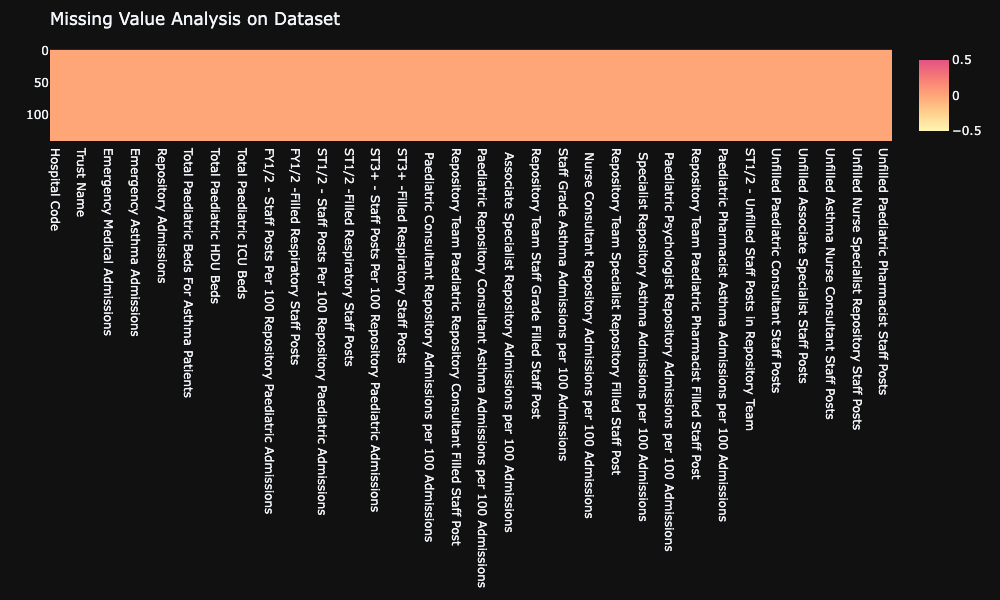 Missing Value Analysis on Dataset
0
50
100
0.5
0
−0.5
Hospital Code
Trust Name
Emergency Medical Admissions
Emergency Asthma Admissions
Repository Admissions
Total Paediatric Beds For Asthma Patients
Total Paediatric HDU Beds
Total Paediatric ICU Beds
FY1/2 - Staff Posts Per 100 Repository Paediatric Admissions
FY1/2 -Filled Respiratory Staff Posts
ST1/2 - Staff Posts Per 100 Repository Paediatric Admissions
ST1/2 -Filled Respiratory Staff Posts
ST3+ - Staff Posts Per 100 Repository Paediatric Admissions
ST3+ -Filled Respiratory Staff Posts
Paediatric Consultant Repository Admissions per 100 Admissions
Repository Team Paediatric Repository Consultant Filled Staff Post
Paediatric Repository Consultant Asthma Admissions per 100 Admissions
Associate Specialist Repository Admissions per 100 Admissions
Repository Team Staff Grade Filled Staff Post
Staff Grade Asthma Admissions per 100 Admissions
Nurse Consultant Repository Admissions per 100 Admissions
Repository Team Specialist Repository Filled Staff Post
Specialist Repository Asthma Admissions per 100 Admissions
Paediatric Psychologist Repository Admissions per 100 Admissions
Repository Team Paediatric Pharmacist Filled Staff Post
Paediatric Pharmacist Asthma Admissions per 100 Admissions
ST1/2 - Unfilled Staff Posts in Repository Team
Unfilled Paediatric Consultant Staff Posts
Unfilled Associate Specialist Staff Posts
Unfilled Asthma Nurse Consultant Staff Posts
Unfilled Nurse Specialist Repository Staff Posts
Unfilled Paediatric Pharmacist Staff Posts